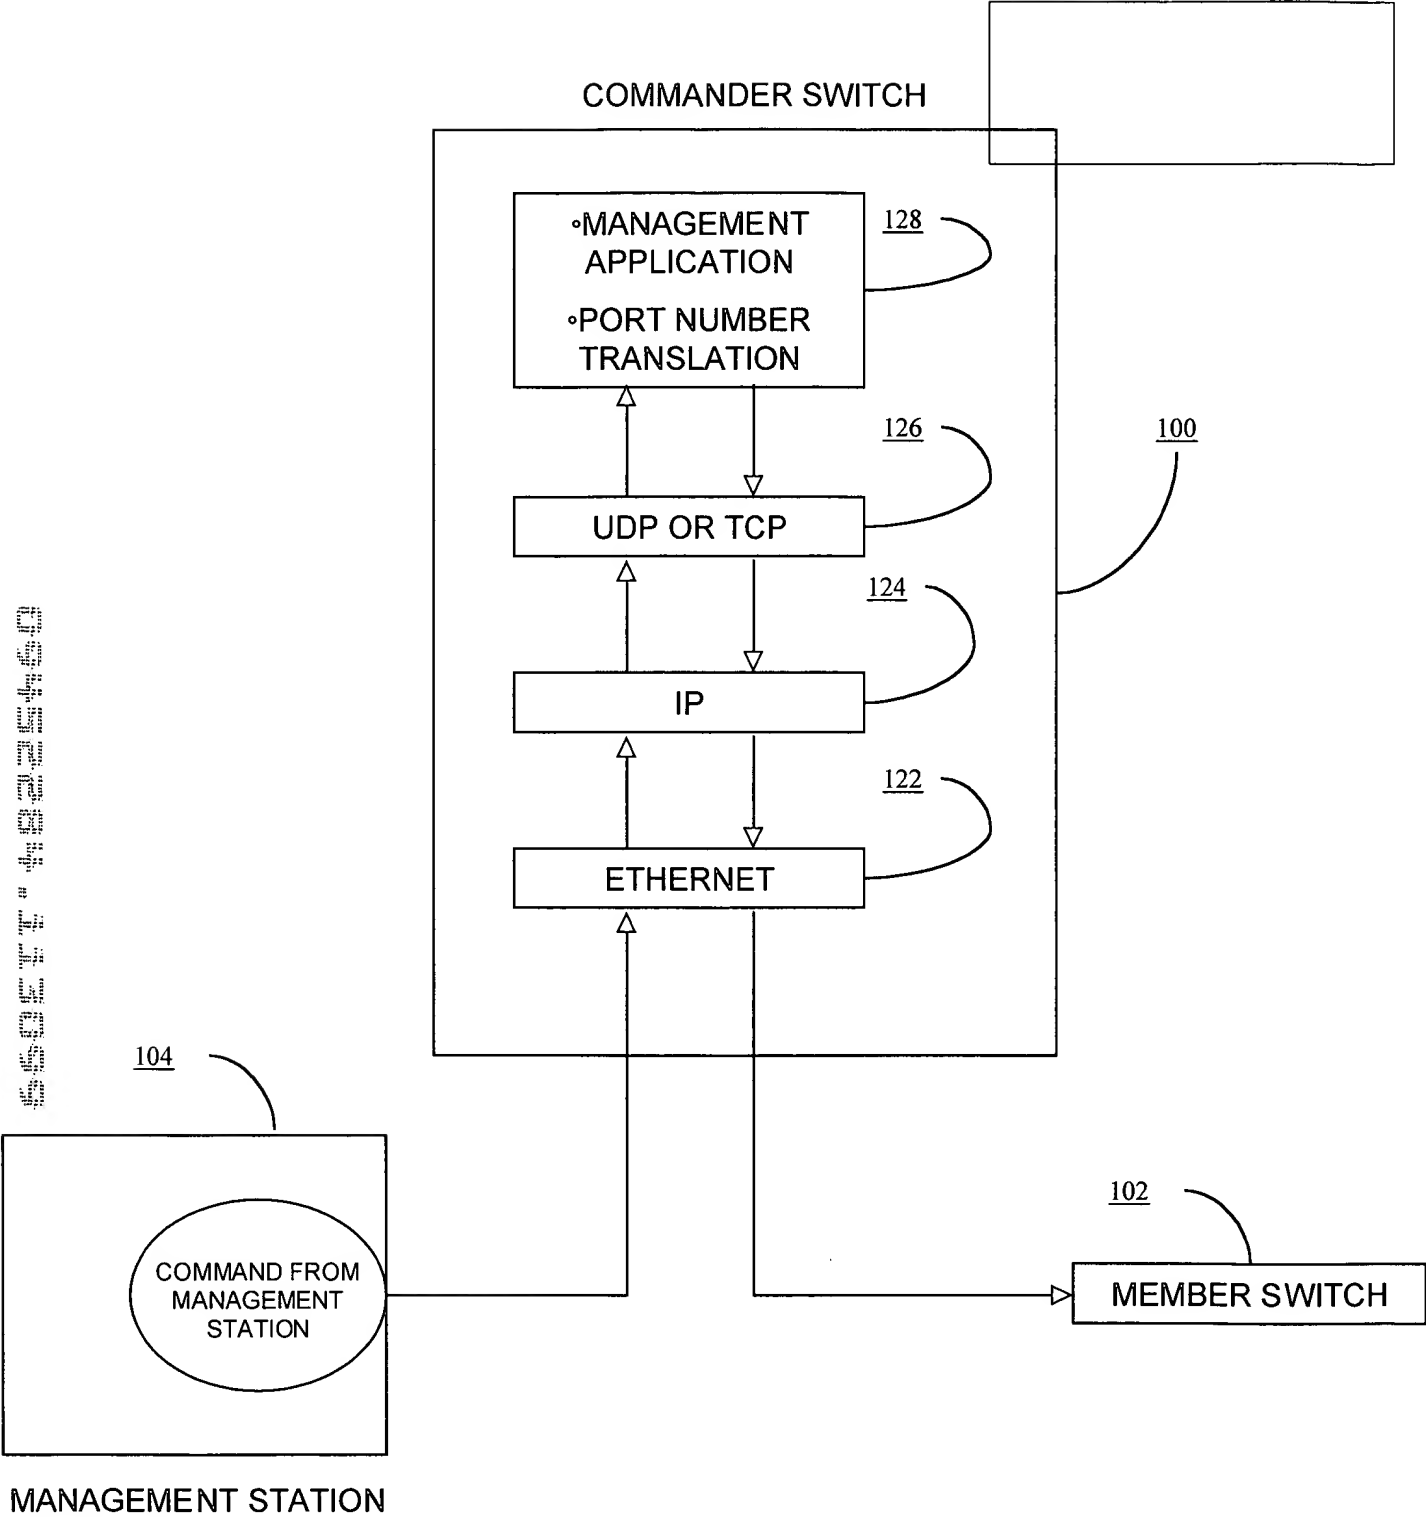 COMMANDER SWITCH
◦MANAGEMENT
APPLICATION
◦PORT NUMBER
TRANSLATION
128
126
100
UDP OR TCP
124
IP
122
ETHERNET
104
102
COMMAND FROM
MANAGEMENT
STATION
MEMBER SWITCH
MANAGEMENT STATION